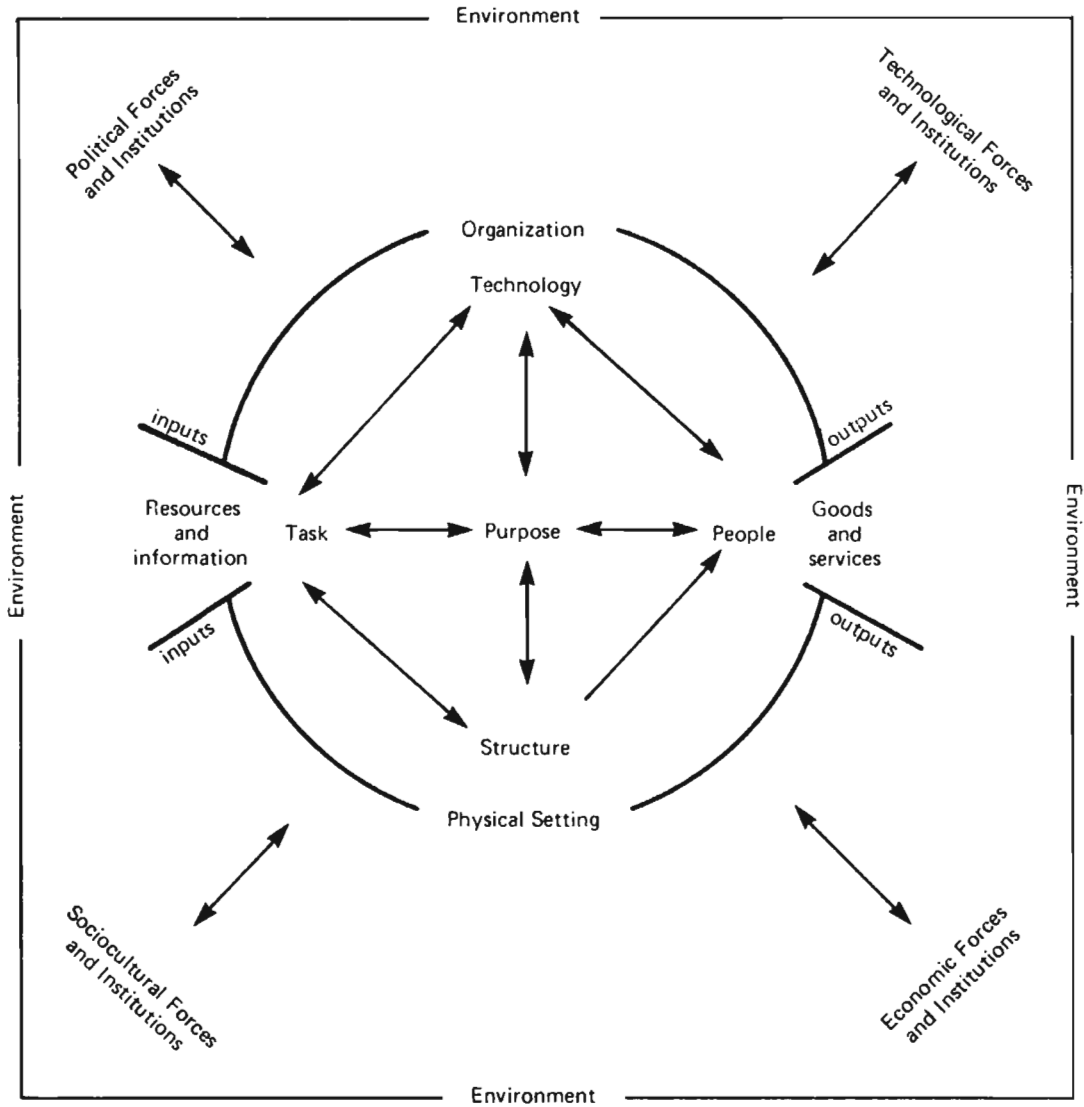 Environment
Political Forces
and Institutions
Technological Forces
and Institutions
Organization
Technology
inputs
outputs
Resources
and
information
Task
Purpose
People
Goods
and
services
Environment
Environment
inputs
outputs
Structure
Physical Setting
Sociocultural Forces
and Institutions
Economic Forces
and Institutions
Environment